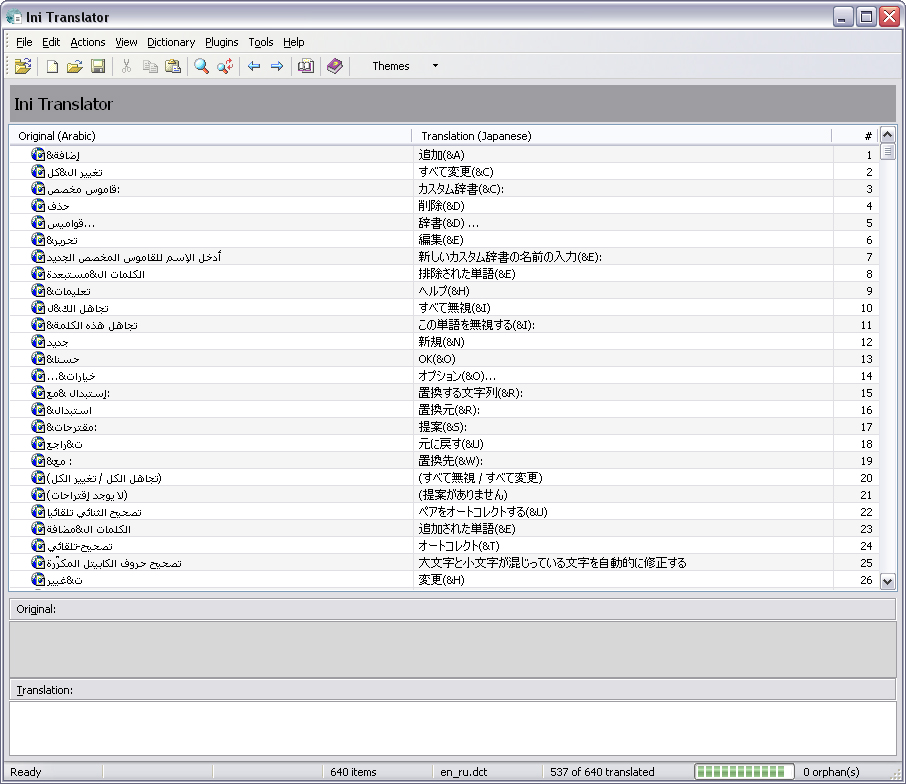 Ini Translator
File Edit Actions View Dictionary Plugins Tools Help
Themes
Ini Translator
Original (Arabic) Translation (Japanese) #
&إضافة 追加(&A) 1
تغيير ال&كل すべて変更(&C) 2
قاموس مخصص: カスタム辞書(&C): 3
حذف 削除(&D) 4
قواميس... 辞書(&D) ... 5
&تحرير 編集(&E) 6
أدخل الإسم للقاموس المخصص الجديد 新しいカスタム辞書の名前の入力(&E): 7
الكلمات ال&مستبعدة 排除された単語(&E) 8
&تعليمات ヘルプ(&H) 9
تجاهل الك&ل すべて無視(&I) 10
&تجاهل هذه الكلمة この単語を無視する(&I): 11
جديد 新規(&N) 12
&حسنا OK(&O) 13
خيارات&... オプション(&O)... 14
إستبدال &مع: 置換する文字列(&R): 15
&استبدال 置換元(&R): 16
&مقترحات: 提案(&S): 17
ت&راجع 元に戻す(&U) 18
&مع : 置換先(&W): 19
(تجاهل الكل / تغيير الكل) (すべて無視 / すべて変更) 20
(لا يوجد إقتراحات) (提案がありません) 21
تصحيح الثنائي تلقائيا ペアをオートコレクトする(&U) 22
الكلمات ال&مضافة 追加された単語(&E) 23
تصحيح-تلقائي オートコレクト(&T) 24
تصحيح حروف الكابيتل المكرّرة 大文字と小文字が混じっている文字を自動的に修正する 25
ت&غيير 変更(&H) 26
Original:
Translation:
Ready 640 items en_ru.dct 537 of 640 translated 0 orphan(s)